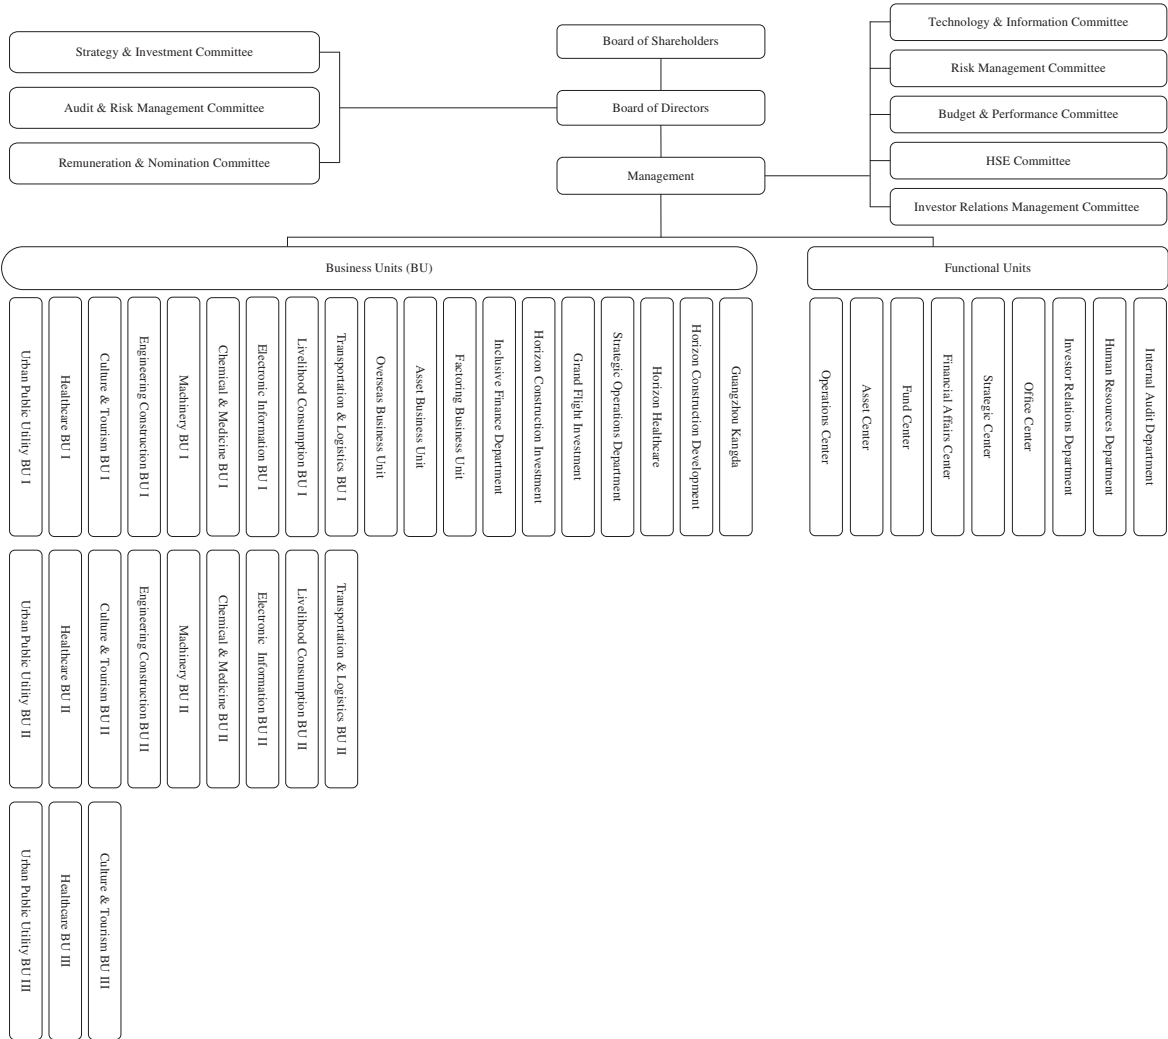 Strategy & Investment Committee
Audit & Risk Management Committee
Remuneration & Nomination Committee
Board of Shareholders
Board of Directors
Management
Technology & Information Committee
Risk Management Committee
Budget & Performance Committee
HSE Committee
Investor Relations Management Committee
Business Units (BU)
Functional Units
Urban Public Utility BU I
Healthcare BU I
Culture & Tourism BU I
Engineering Construction BU I
Machinery BU I
Chemical & Medicine BU I
Electronic Information BU I
Livelihood Consumption BU I
Transportation & Logistics BU I
Overseas Business Unit
Asset Business Unit
Factoring Business Unit
Inclusive Finance Department
Horizon Construction Investment
Grand Flight Investment
Strategic Operations Department
Horizon Healthcare
Horizon Construction Development
Guangzhou Kangda
Operations Center
Asset Center
Fund Center
Financial Affairs Center
Strategic Center
Office Center
Investor Relations Department
Human Resources Department
Internal Audit Department
Urban Public Utility BU II
Healthcare BU II
Culture & Tourism BU II
Engineering Construction BU II
Machinery BU II
Chemical & Medicine BU II
Electronic Information BU II
Livelihood Consumption BU II
Transportation & Logistics BU II
Urban Public Utility BU III
Healthcare BU III
Culture & Tourism BU III